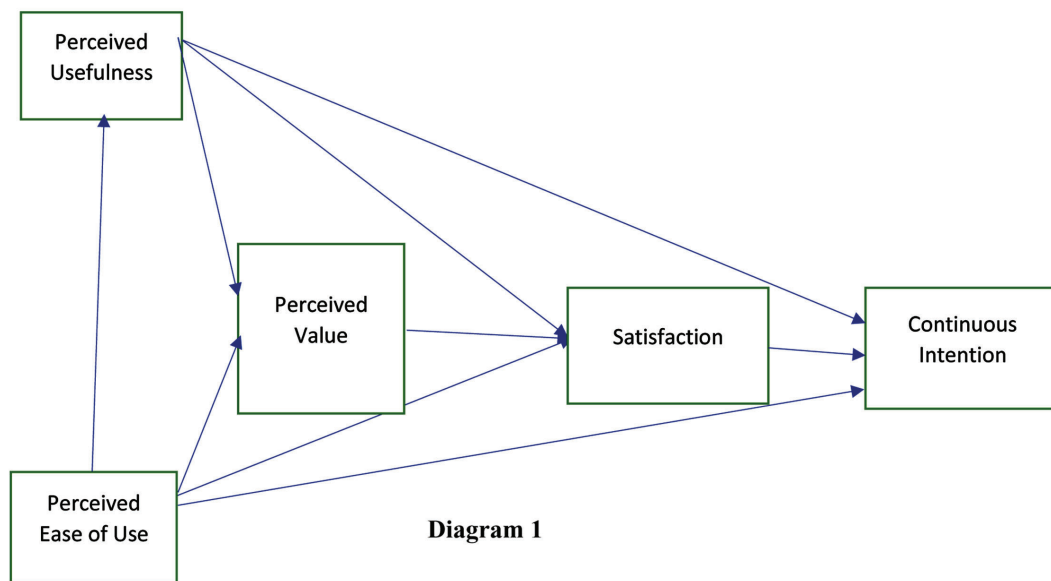 Perceived
Usefulness
Perceived
Value
Satisfaction
Continuous
Intention
Perceived
Ease of Use
Diagram 1